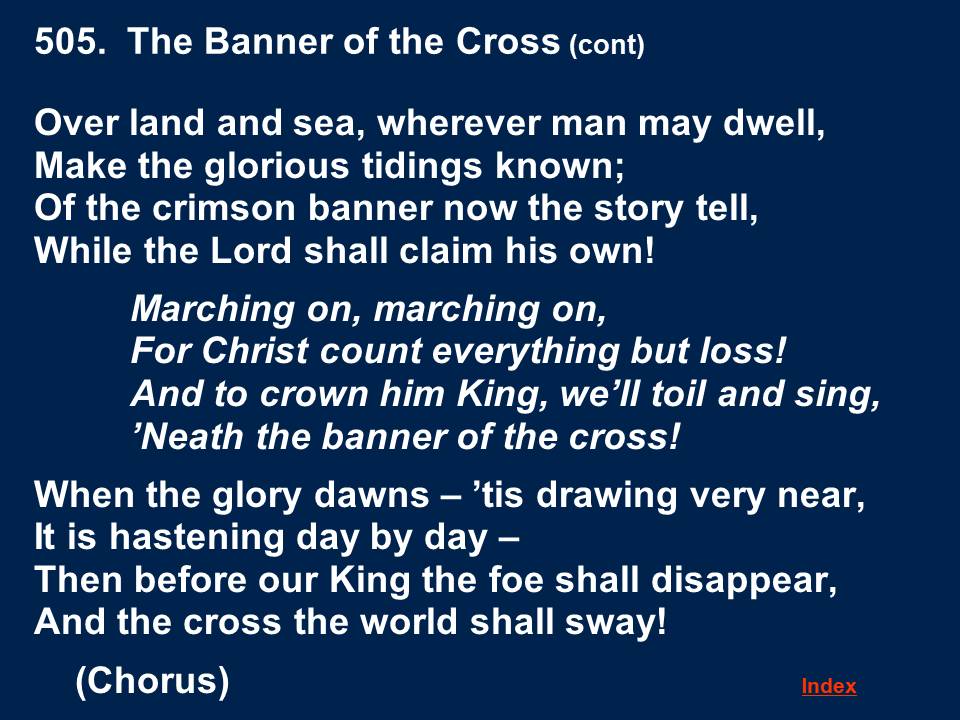 505.  The Banner of the Cross (cont)
Over land and sea, wherever man may dwell,
Make the glorious tidings known;
Of the crimson banner now the story tell,
While the Lord shall claim his own!
Marching on, marching on,
For Christ count everything but loss!
And to crown him King, we’ll toil and sing,
’Neath the banner of the cross!
When the glory dawns – ’tis drawing very near,
It is hastening day by day –
Then before our King the foe shall disappear,
And the cross the world shall sway!
(Chorus)
Index